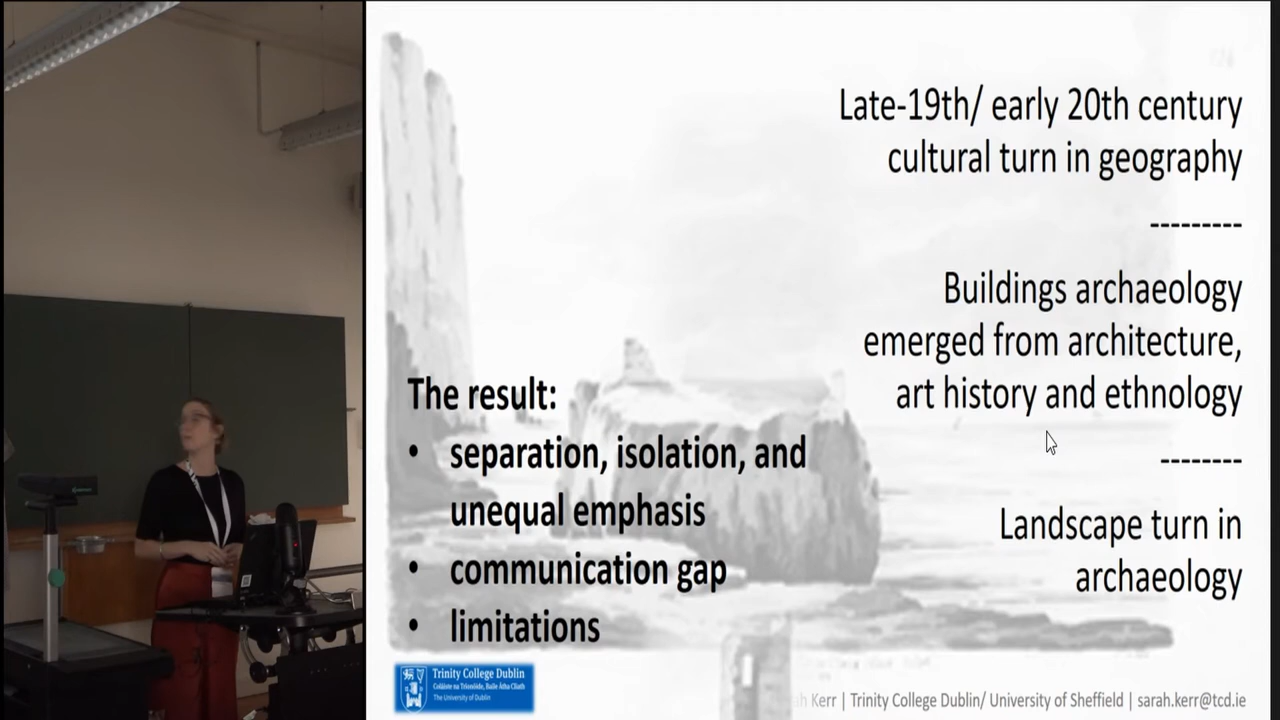 Late-19th/ early 20th century
cultural turn in geography
---------
Buildings archaeology
emerged from architecture,
art history and ethnology
--------
Landscape turn in
archaeology
The result:
• separation, isolation, and
unequal emphasis
• communication gap
• limitations
Trinity College Dublin
Coláiste na Tríonóide, Baile Átha Cliath
The University of Dublin
Kerr | Trinity College Dublin/ University of Sheffield | sarah.kerr@tcd.ie